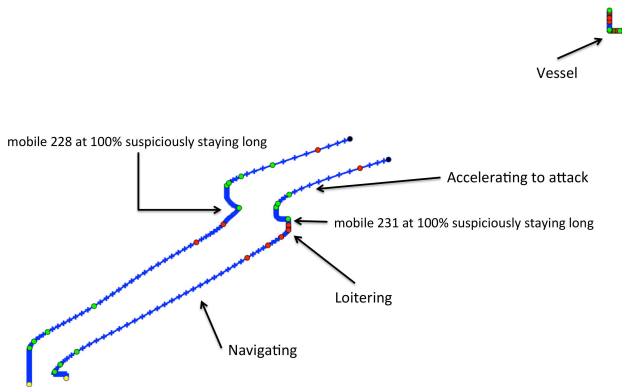 Vessel
mobile 228 at 100% suspiciously staying long
Accelerating to attack
mobile 231 at 100% suspiciously staying long
Loitering
Navigating